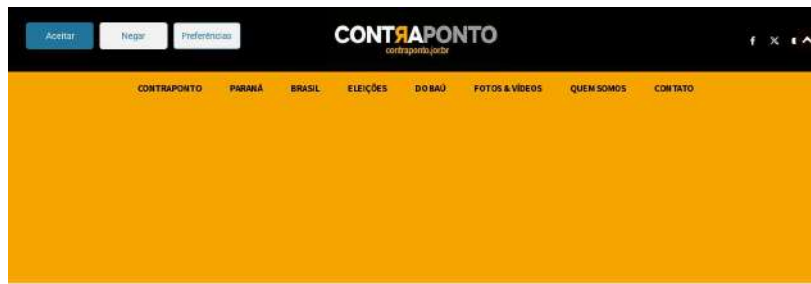 Aceitar Negar Preferências
CONTRAPONTO
contraponto.jor.br
CONTRAPONTO PARANÁ BRASIL ELEIÇÕES DO BAÚ FOTOS & VÍDEOS QUEM SOMOS CONTATO